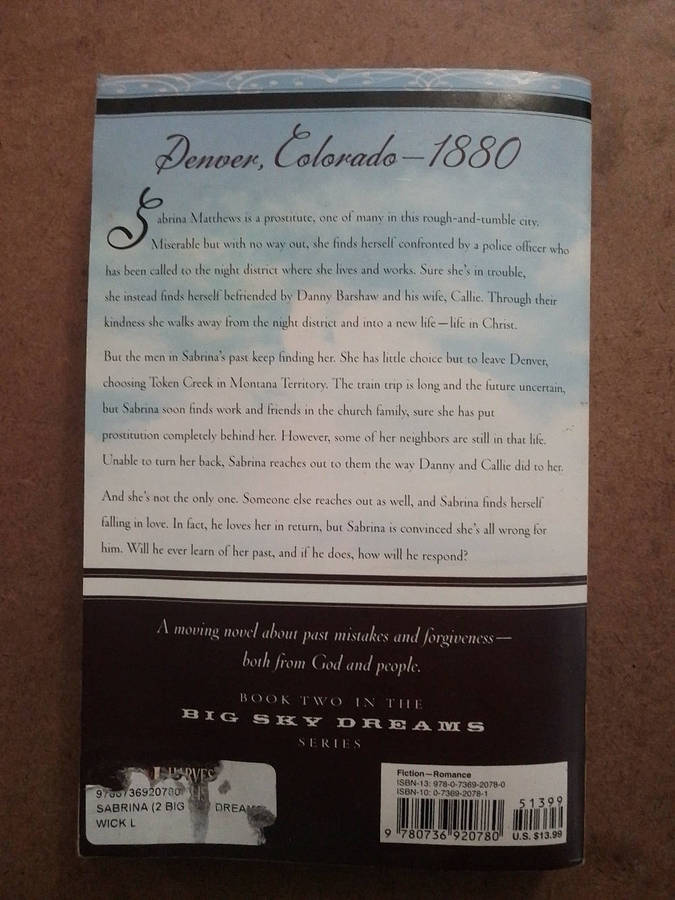 Denver, Colorado—1880
Sabrina Matthews is a prostitute, one of many in this rough-and-tumble city.
Miserable but with no way out, she finds herself confronted by a police officer who
has been called to the night district where she lives and works. Sure she's in trouble,
she instead finds herself befriended by Danny Barshaw and his wife, Callie. Through their
kindness she walks away from the night district and into a new life—life in Christ.
But the men in Sabrina's past keep finding her. She has little choice but to leave Denver,
choosing Token Creek in Montana Territory. The train trip is long and the future uncertain,
but Sabrina soon finds work and friends in the church family, sure she has put
prostitution completely behind her. However, some of her neighbors are still in that life.
Unable to turn her back, Sabrina reaches out to them the way Danny and Callie did to her.
And she's not the only one. Someone else reaches out as well, and Sabrina finds herself
falling in love. In fact, he loves her in return, but Sabrina is convinced she's all wrong for
him. Will he ever learn of her past, and if he does, how will he respond?
A moving novel about past mistakes and forgiveness—
both from God and people.
BOOK TWO IN THE
BIG SKY DREAMS
SERIES
SABRINA (2 BIG DREAMS
WICK L
Fiction—Romance
ISBN-13: 978-0-7369-2078-0
ISBN-10: 0-7369-2078-1
51399
9 780736 920780
U.S. $13.99